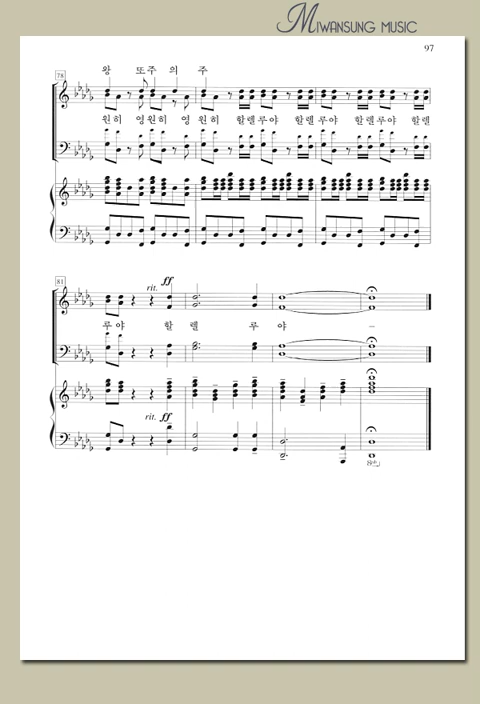 MIWANSUNG MUSIC
97
78
왕 또주 의 주
원히 영원히 영 원히 할렐루야 할렐루야 할렐루야 할렐
81
rit. ff
루야 할 렐 루 야 –
rit. ff
8vb